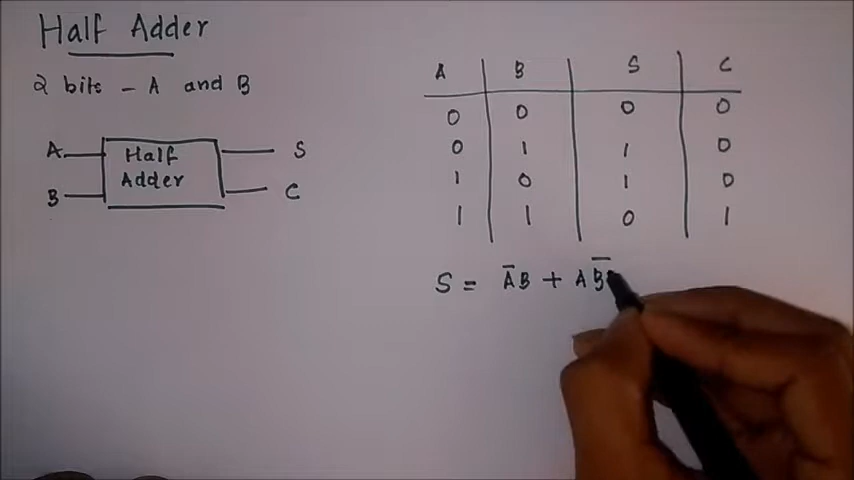 Half Adder
2 bits - A and B
A Half Adder S
B C
A B S C
0 0 0 0
0 1 1 0
1 0 1 0
1 1 0 1
S = A̅B + AB̅